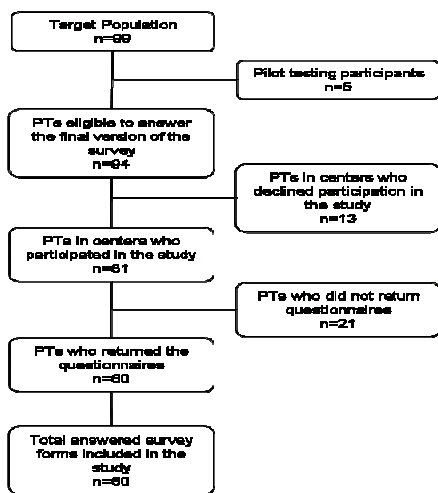 Target Population
n=99
Pilot testing participants
n=5
PTs eligible to answer
the final version of the
survey
n=94
PTs in centers who
declined participation in
the study
n=13
PTs in centers who
participated in the study
n=81
PTs who did not return
questionnaires
n=21
PTs who returned the
questionnaires
n=60
Total answered survey
forms included in the
study
n=60